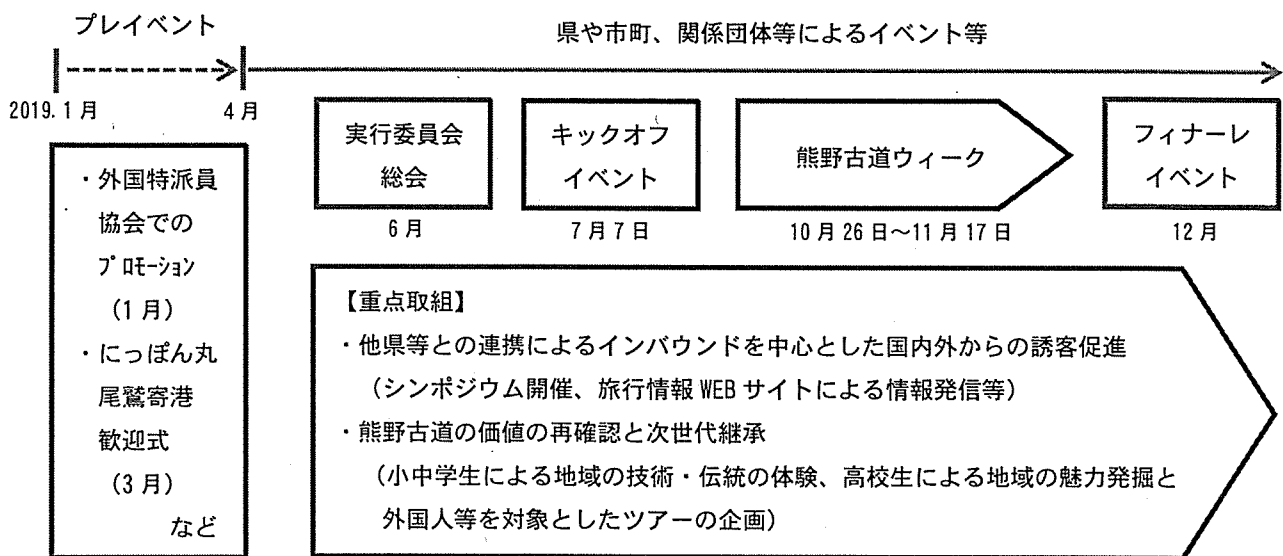 プレイベント
県や市町、関係団体等によるイベント等
2019.1月
4月
・外国特派員
協会での
プロモーション
(1月)
・にっぽん丸
尾鷲寄港
歓迎式
(3月)
など
実行委員会
総会
6月
キックオフ
イベント
7月7日
熊野古道ウィーク
10月26日～11月17日
フィナーレ
イベント
12月
【重点取組】
・他県等との連携によるインバウンドを中心とした国内外からの誘客促進
(シンポジウム開催、旅行情報WEBサイトによる情報発信等)
・熊野古道の価値の再確認と次世代継承
(小中学生による地域の技術・伝統の体験、高校生による地域の魅力発掘と
外国人等を対象としたツアーの企画)